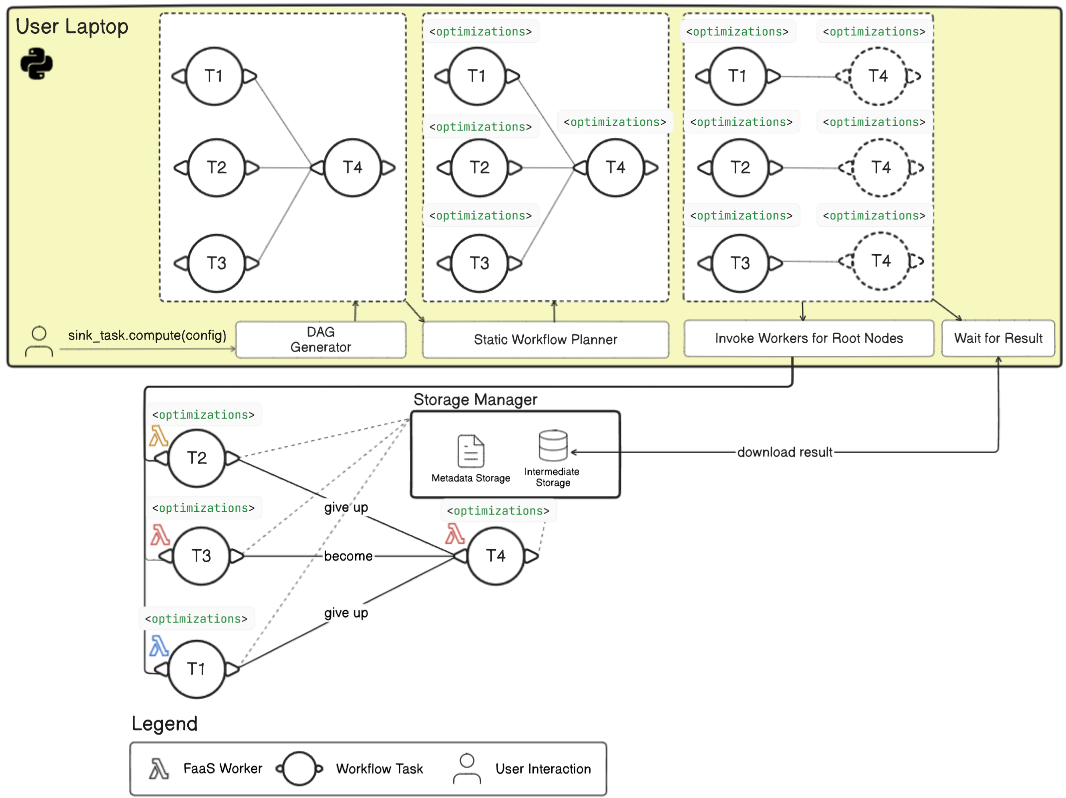 User Laptop
T1
T2
T3
T4
<optimizations>
T1
<optimizations>
T2
<optimizations>
T3
<optimizations>
T4
<optimizations>
T1
<optimizations>
T4
<optimizations>
T2
<optimizations>
T4
<optimizations>
T3
<optimizations>
T4
sink_task.compute(config)
DAG
Generator
Static Workflow Planner
Invoke Workers for Root Nodes
Wait for Result
<optimizations>
T2
<optimizations>
T3
<optimizations>
T1
give up
become
give up
Storage Manager
Metadata Storage
Intermediate
Storage
download result
<optimizations>
T4
Legend
FaaS Worker
Workflow Task
User Interaction